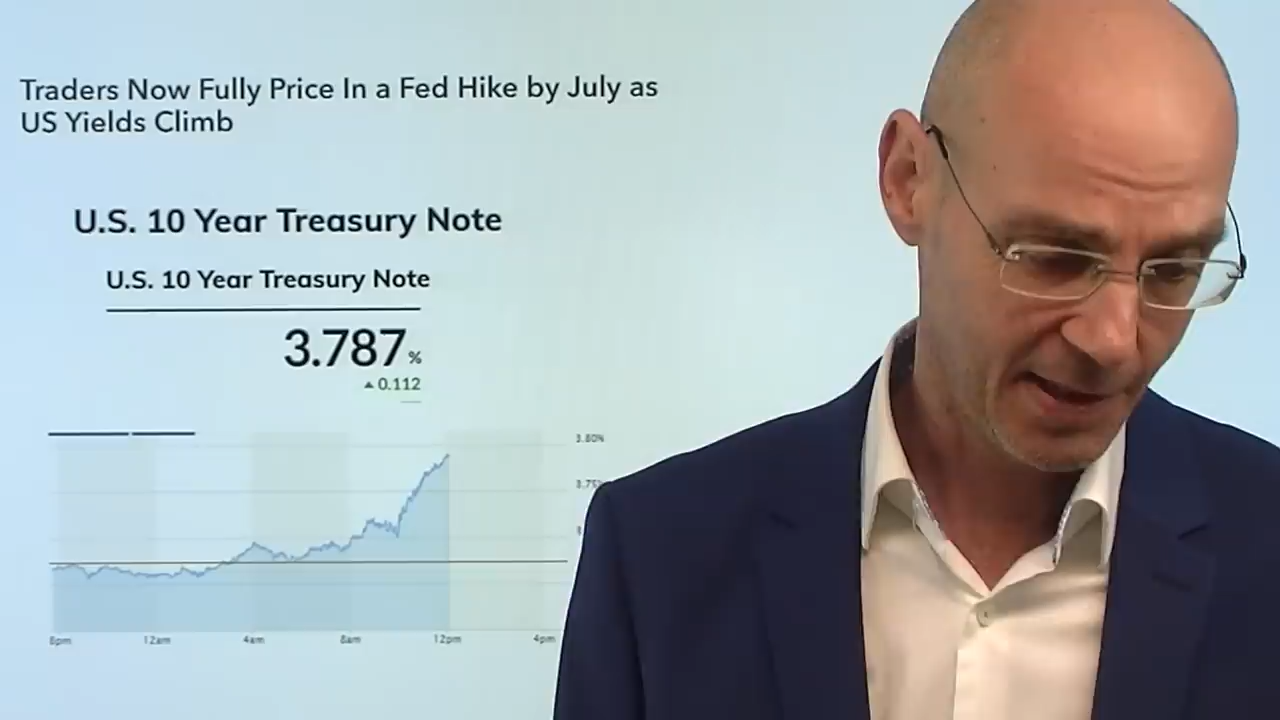 Traders Now Fully Price In a Fed Hike by July as
US Yields Climb
U.S. 10 Year Treasury Note
U.S. 10 Year Treasury Note
3.787%
▲ 0.112
3.80%
3.75%
8pm 12am 4am 8am 12pm 4pm